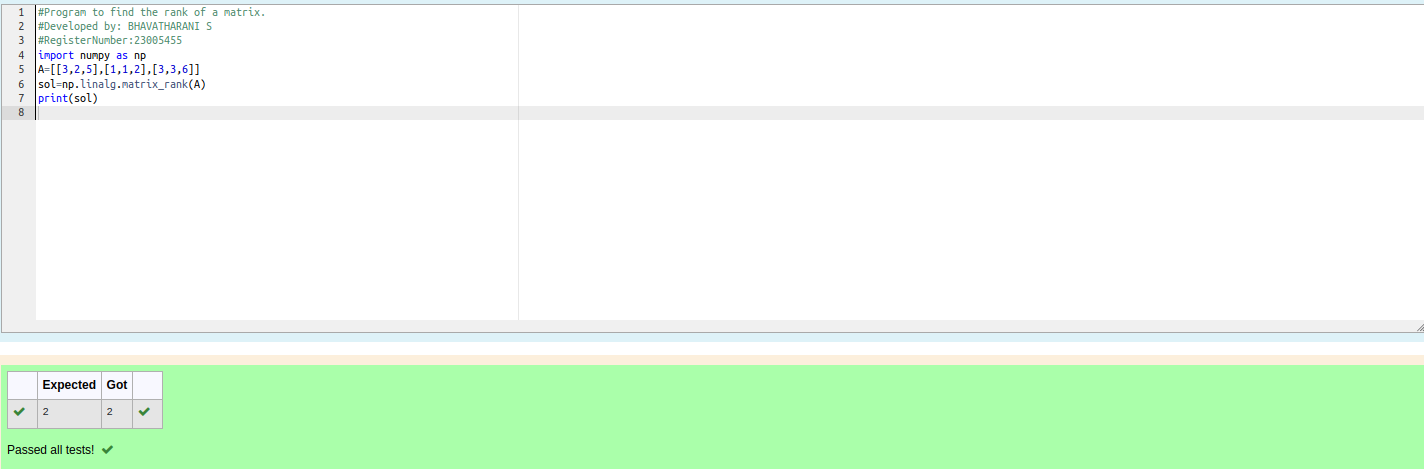 1 #Program to find the rank of a matrix.
2 #Developed by: BHAVATHARANI S
3 #RegisterNumber:23005455
4 import numpy as np
5 A=[[3,2,5],[1,1,2],[3,3,6]]
6 sol=np.linalg.matrix_rank(A)
7 print(sol)
8
Expected Got
2 2
Passed all tests!